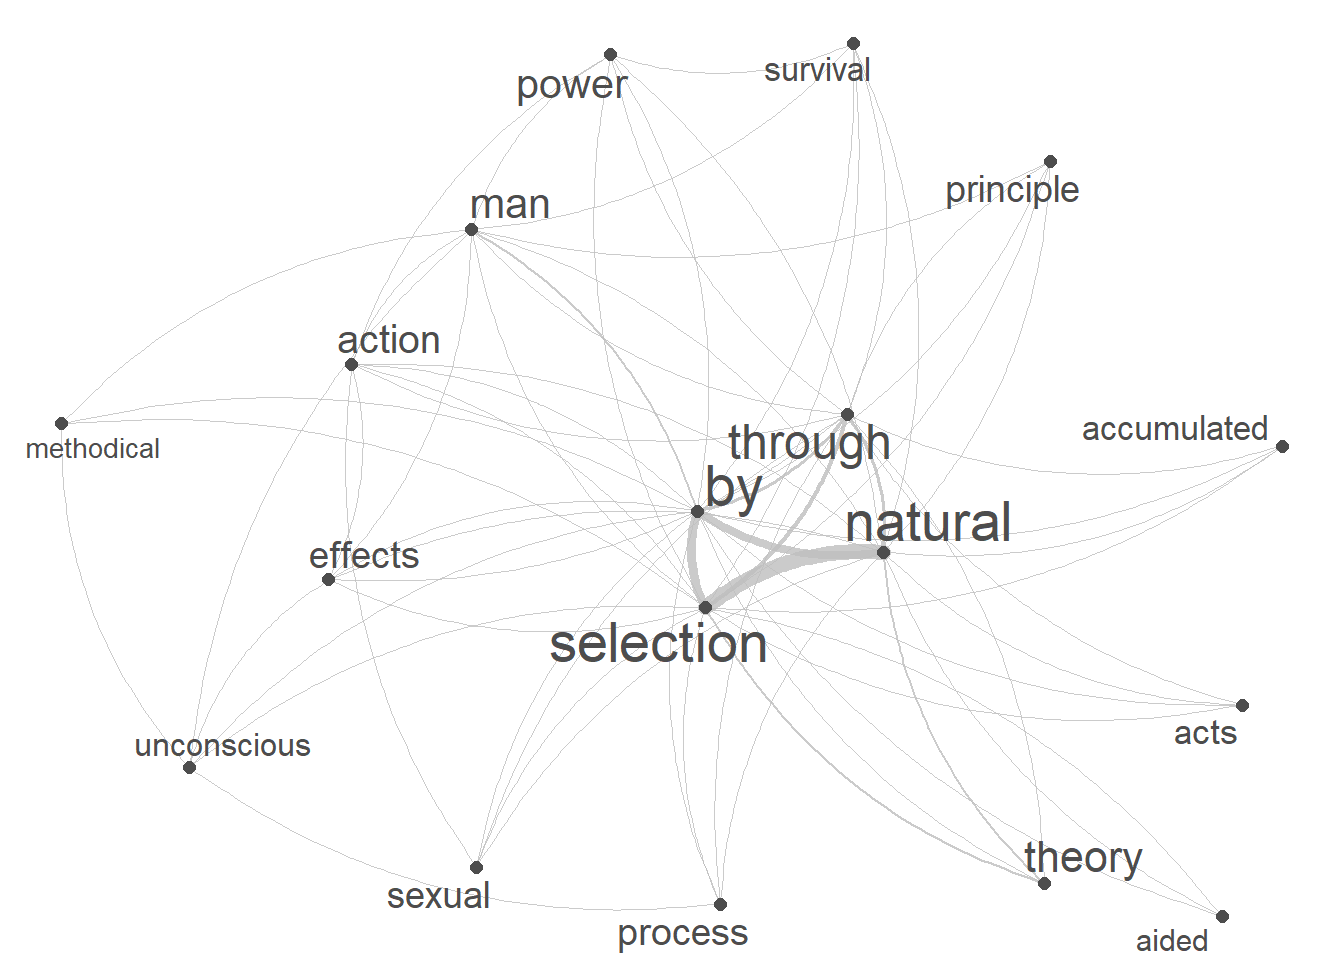 survival
power
principle
man
action
accumulated
through
methodical
by
natural
effects
selection
acts
unconscious
theory
sexual
process
aided